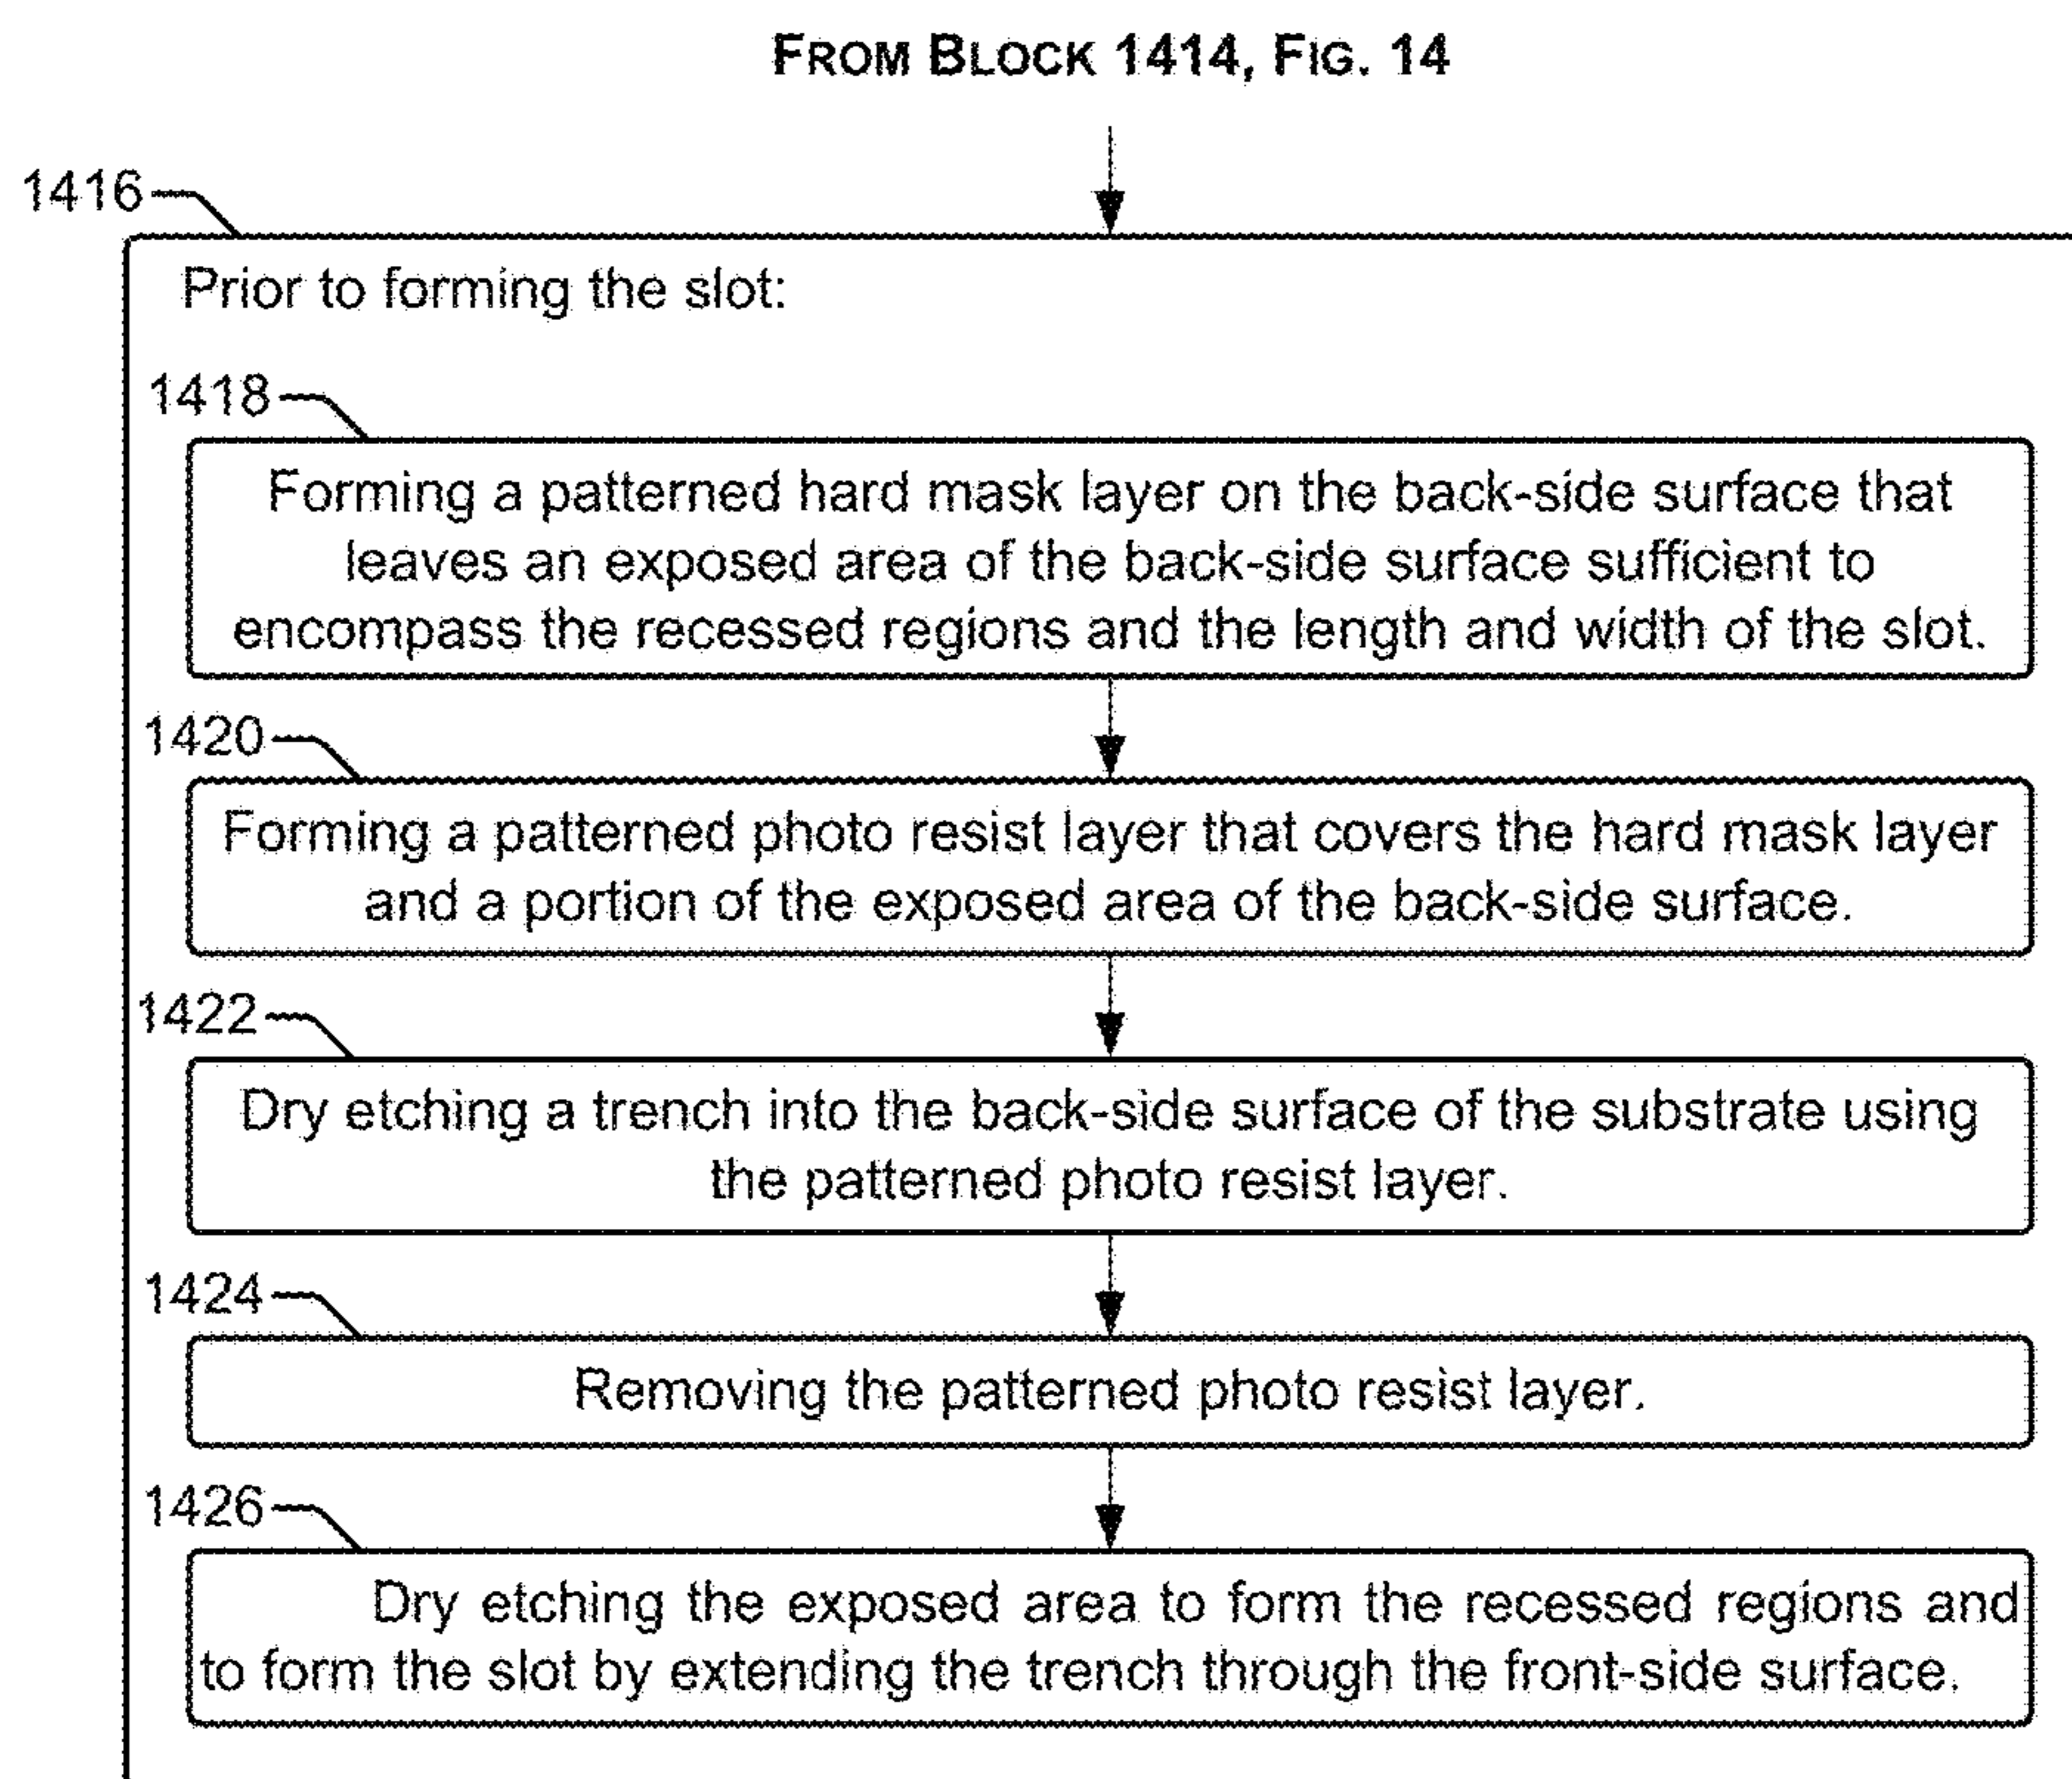 FROM BLOCK 1414, FIG. 14
1416
Prior to forming the slot:
1418
Forming a patterned hard mask layer on the back-side surface that
leaves an exposed area of the back-side surface sufficient to
encompass the recessed regions and the length and width of the slot.
1420
Forming a patterned photo resist layer that covers the hard mask layer
and a portion of the exposed area of the back-side surface.
1422
Dry etching a trench into the back-side surface of the substrate using
the patterned photo resist layer.
1424
Removing the patterned photo resist layer.
1426
Dry etching the exposed area to form the recessed regions and
to form the slot by extending the trench through the front-side surface.